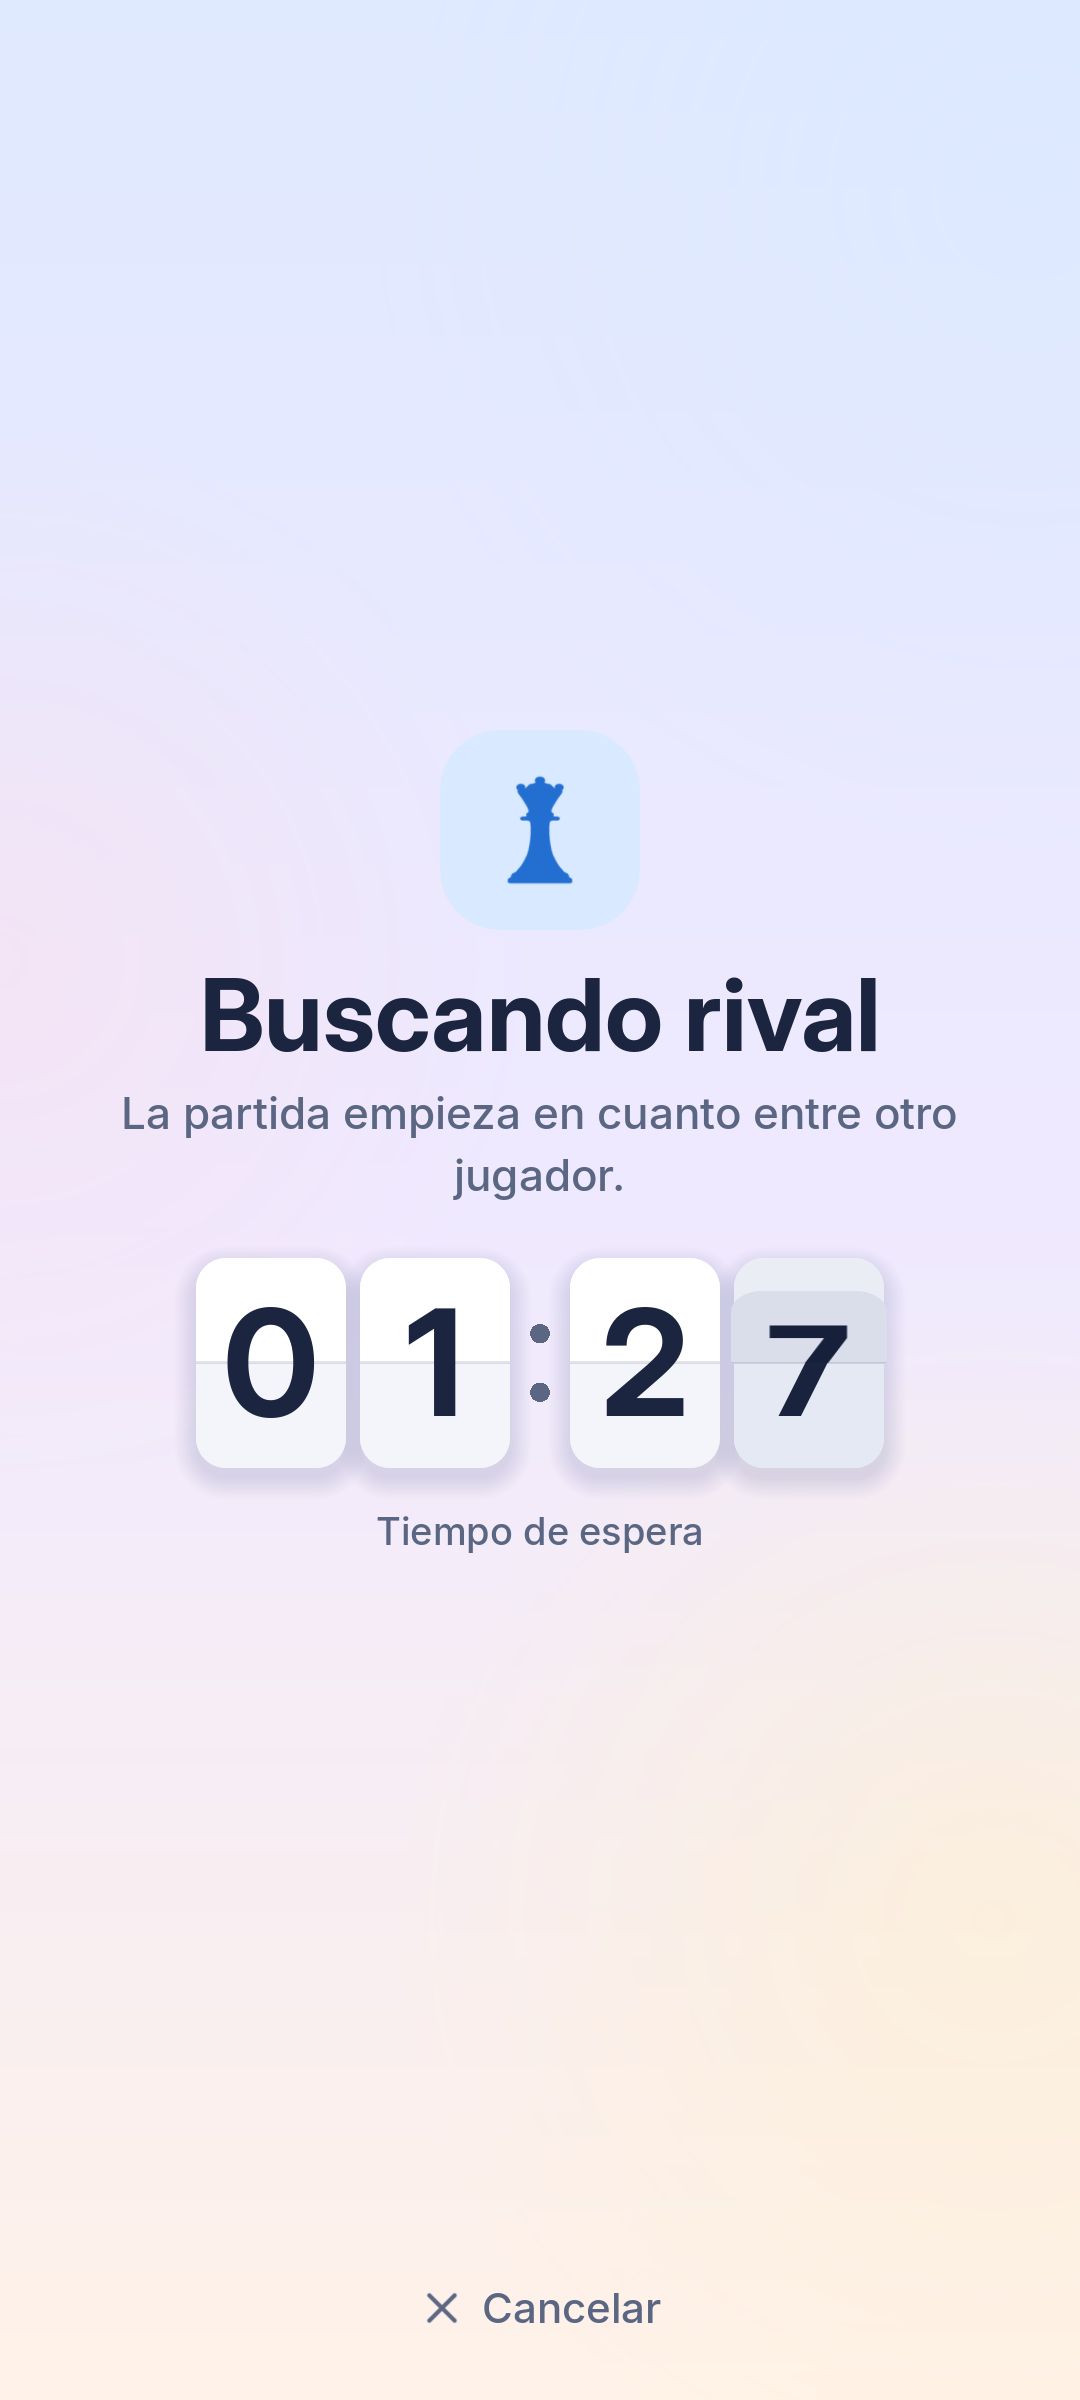 Buscando rival
La partida empieza en cuanto entre otro
jugador.
01:27
Tiempo de espera
Cancelar